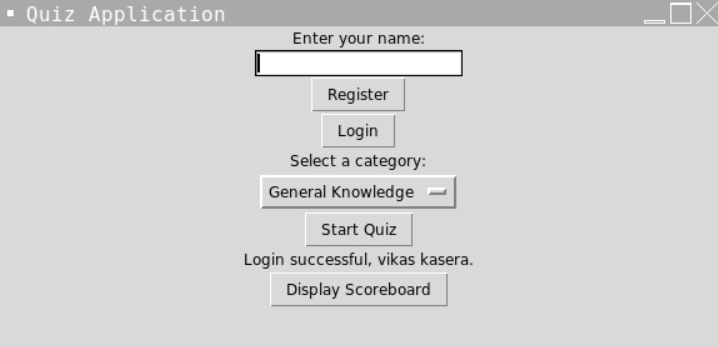 Quiz Application
Enter your name:
Register
Login
Select a category:
General Knowledge
Start Quiz
Login successful, vikas kasera.
Display Scoreboard